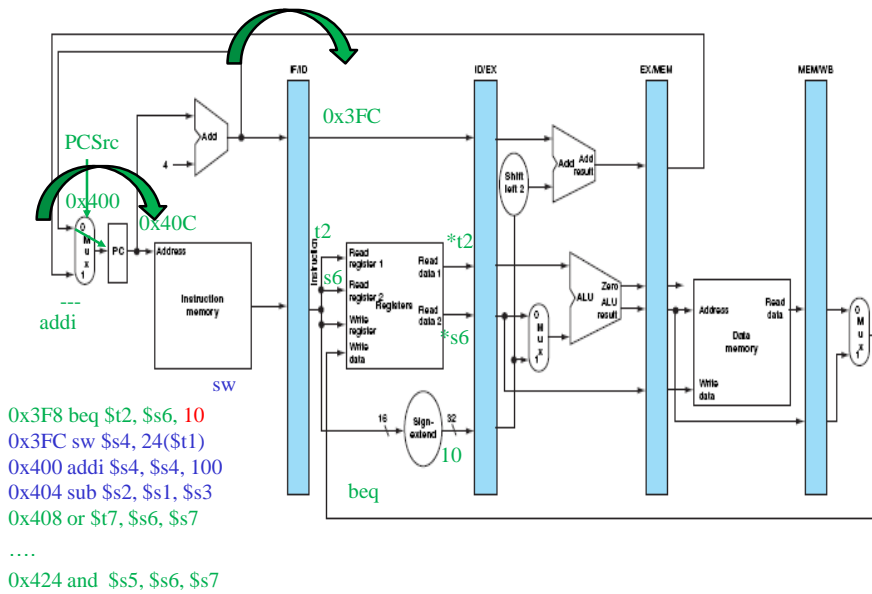 IF/ID
ID/EX
EX/MEM
MEM/WB
0x3FC
PCSrc
Add
4
0x400
0x40C
Shift
left 2
Add
Add
result
0
M
u
x
1
PC
Address
Instruction
memory
Instruction
t2
s6
Read
register 1
Read
register 2
Registers
Write
register
Write
data
Read
data 1
Read
data 2
*t2
*s6
0
M
u
x
1
ALU
Zero
ALU
result
Address
Read
data
Data
memory
Write
data
0
M
u
x
1
---
addi
sw
16
Sign-
extend
32
10
beq
0x3F8 beq $t2, $s6, 10
0x3FC sw $s4, 24($t1)
0x400 addi $s4, $s4, 100
0x404 sub $s2, $s1, $s3
0x408 or $t7, $s6, $s7
....
0x424 and $s5, $s6, $s7